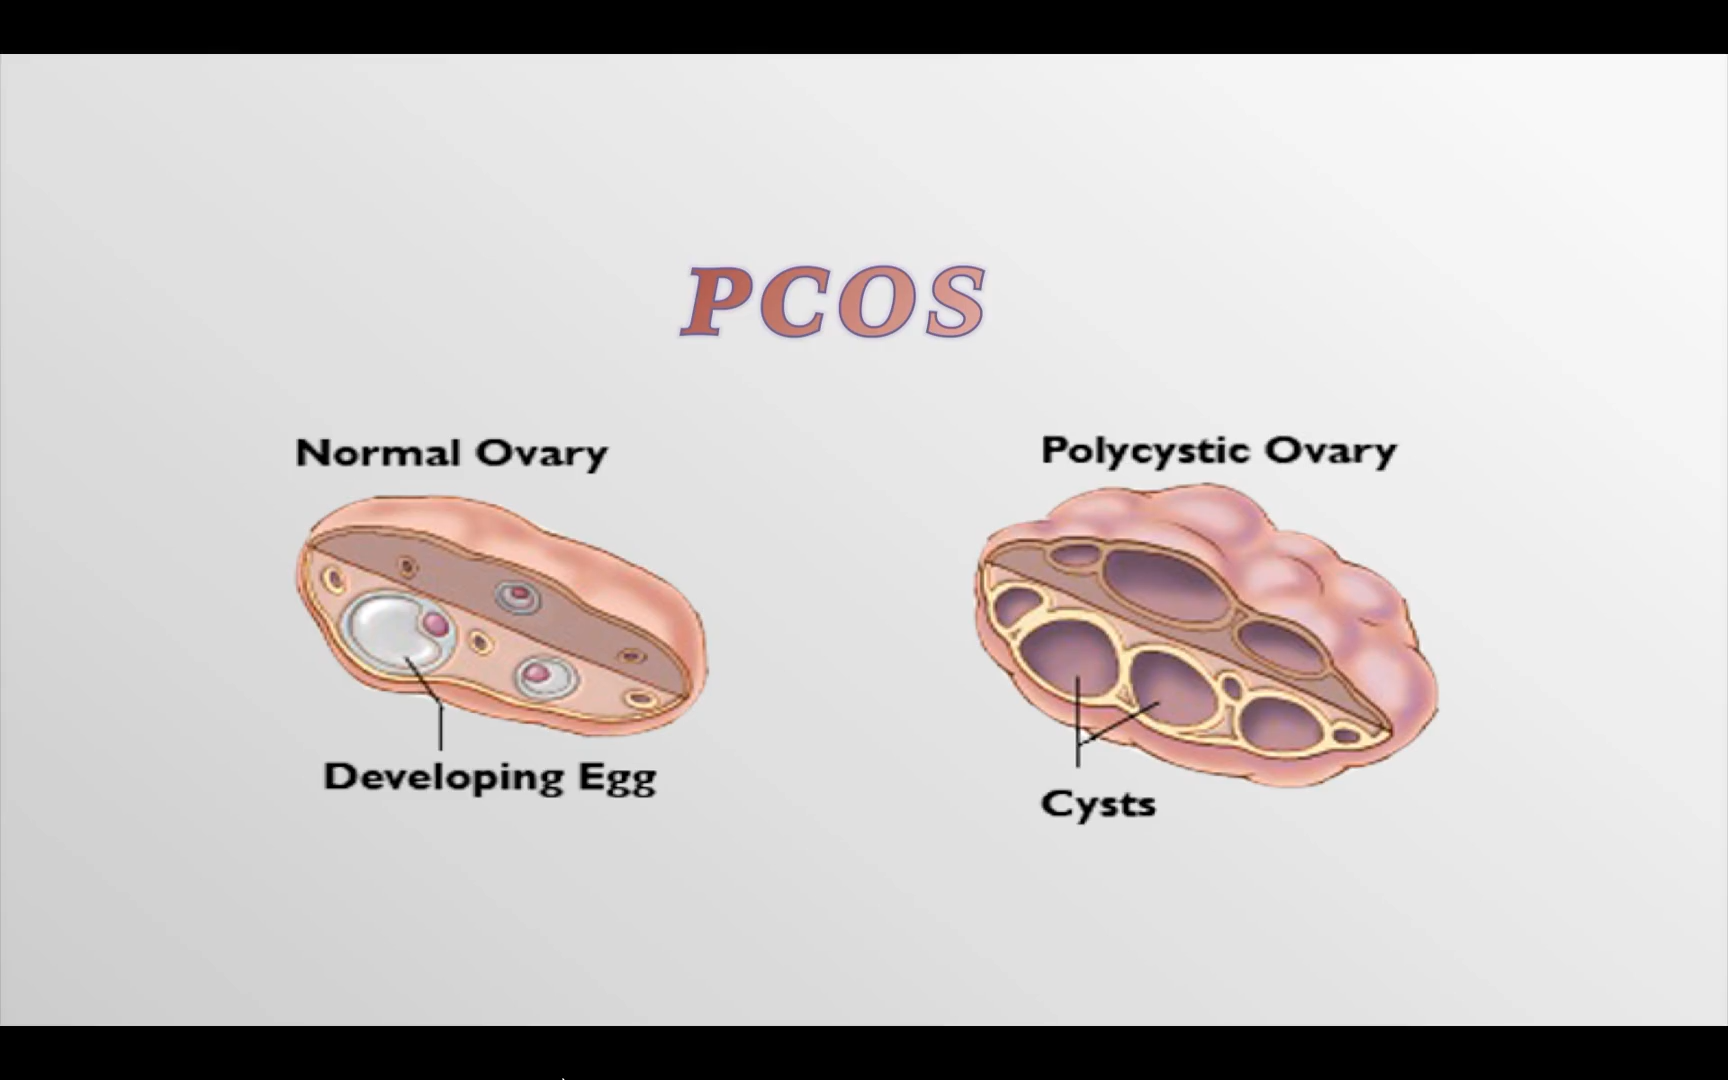 PCOS
Normal Ovary
Polycystic Ovary
Developing Egg
Cysts